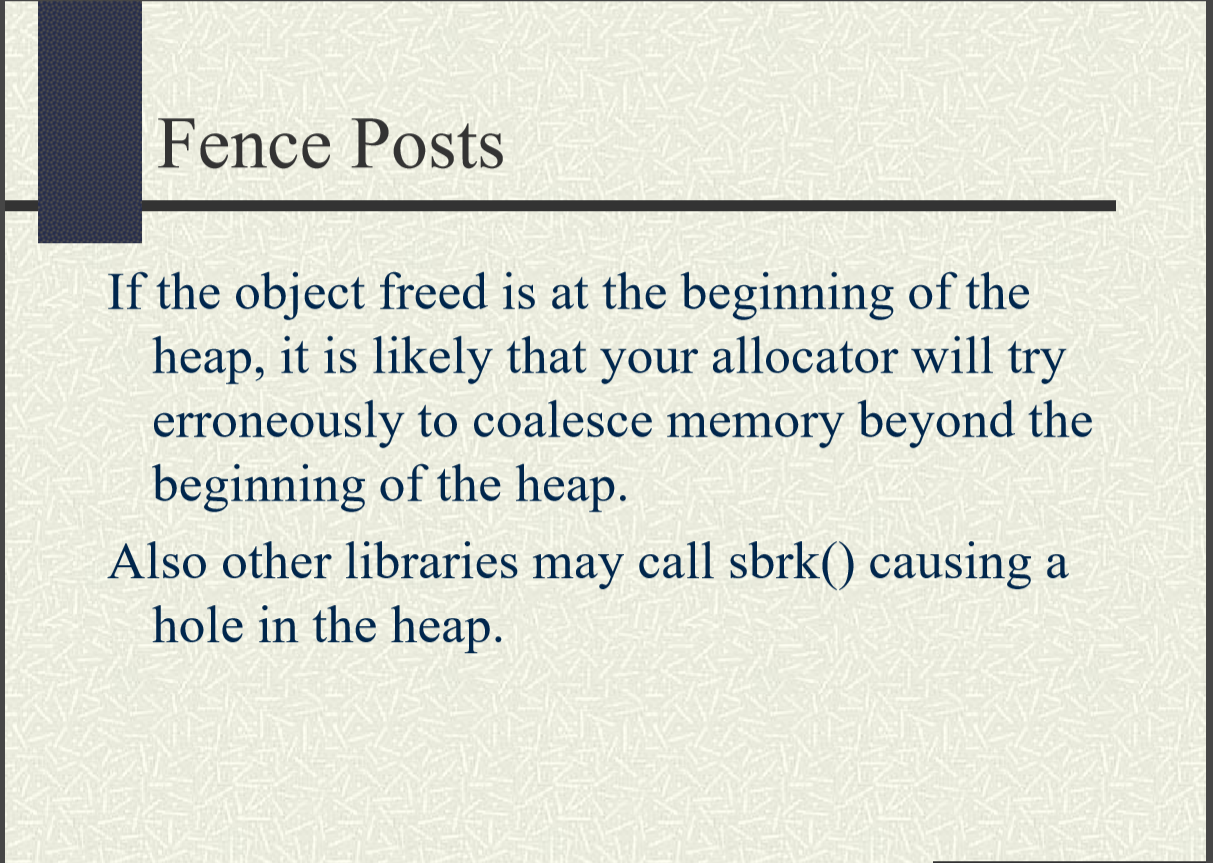 Fence Posts
If the object freed is at the beginning of the
heap, it is likely that your allocator will try
erroneously to coalesce memory beyond the
beginning of the heap.
Also other libraries may call sbrk() causing a
hole in the heap.